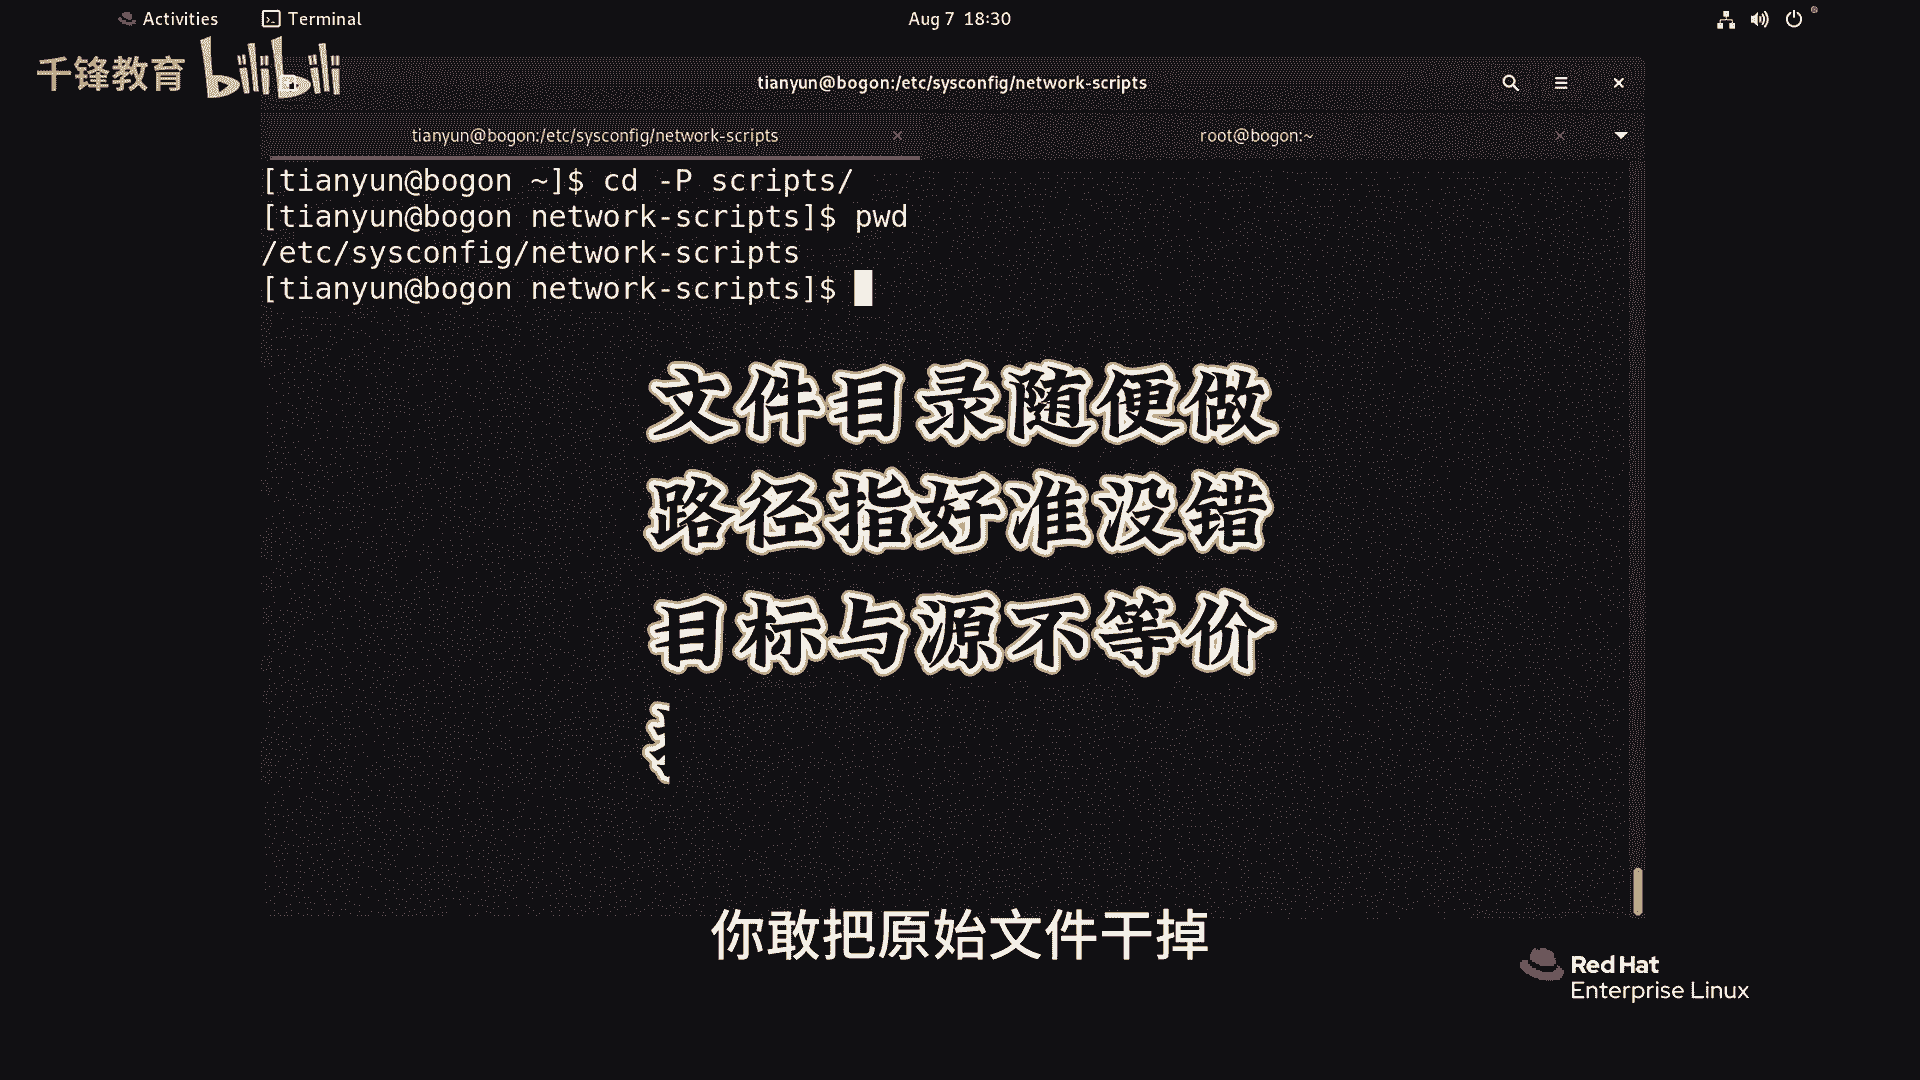 Activities Terminal Aug 7 18:30
千锋教育 bilibili
tianyun@bogon:/etc/sysconfig/network-scripts
tianyun@bogon:/etc/sysconfig/network-scripts root@bogon:~
[tianyun@bogon ~]$ cd -P scripts/
[tianyun@bogon network-scripts]$ pwd
/etc/sysconfig/network-scripts
[tianyun@bogon network-scripts]$
文件目录随便做
路径指好准没错
目标与源不等价
你敢把原始文件干掉
Red Hat
Enterprise Linux